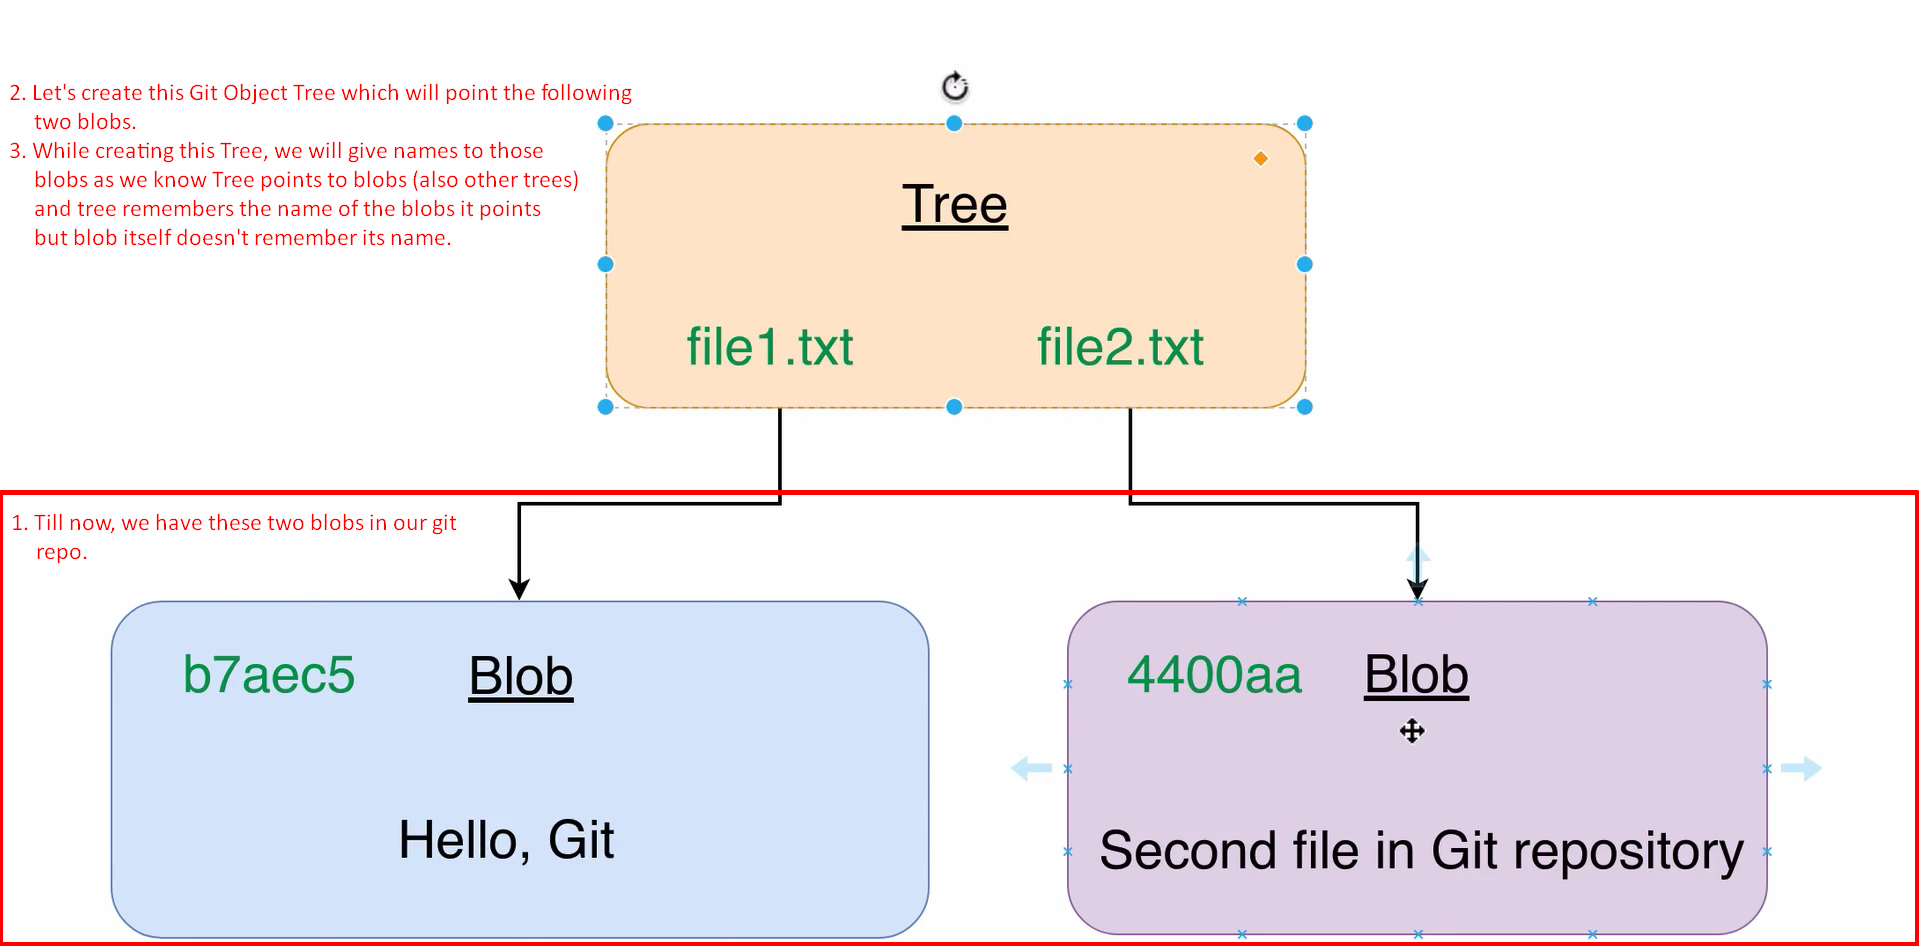 2. Let's create this Git Object Tree which will point the following
two blobs.
3. While creating this Tree, we will give names to those
blobs as we know Tree points to blobs (also other trees)
and tree remembers the name of the blobs it points
but blob itself doesn't remember its name.
Tree
file1.txt file2.txt
1. Till now, we have these two blobs in our git
repo.
b7aec5 Blob
Hello, Git
4400aa Blob
Second file in Git repository